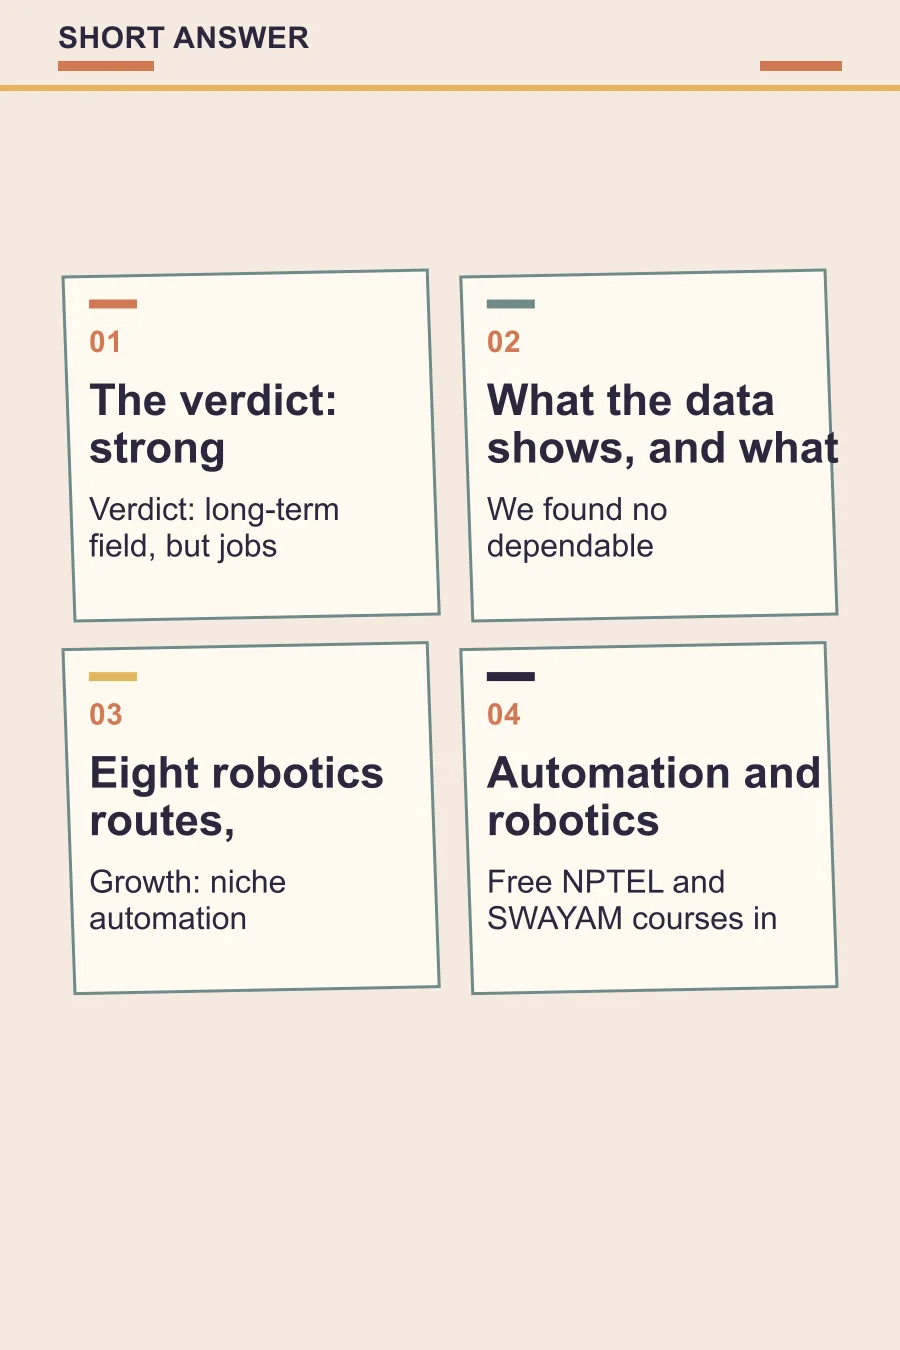 SHORT ANSWER
01
The verdict:
strong
Verdict: long-term
field, but jobs
02
What the data
shows, and what
We found no
dependable
03
Eight robotics
routes,
Growth: niche
automation
04
Automation and
robotics
Free NPTEL and
SWAYAM courses in